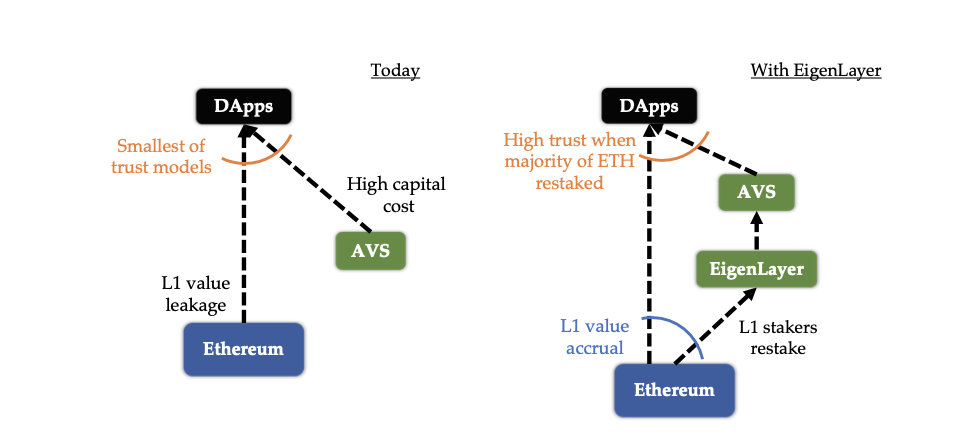 Today
DApps
Smallest of
trust models
High capital
cost
AVS
L1 value
leakage
Ethereum
With EigenLayer
DApps
High trust when
majority of ETH
restaked
AVS
EigenLayer
L1 value
accrual
L1 stakers
restake
Ethereum